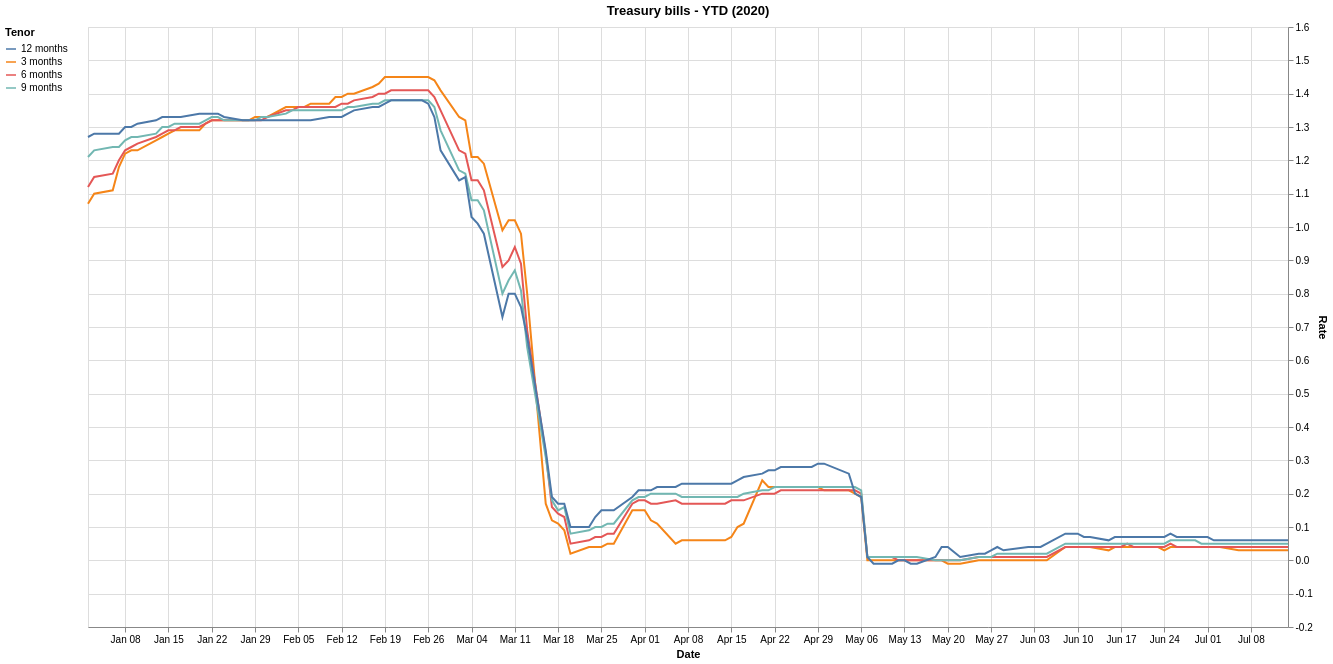 Treasury bills - YTD (2020)
Tenor
12 months
3 months
6 months
9 months
1.6
1.5
1.4
1.3
1.2
1.1
1.0
0.9
0.8
0.7
0.6
0.5
0.4
0.3
0.2
0.1
0.0
-0.1
-0.2
Rate
Jan 08 Jan 15 Jan 22 Jan 29 Feb 05 Feb 12 Feb 19 Feb 26 Mar 04 Mar 11 Mar 18 Mar 25 Apr 01 Apr 08 Apr 15 Apr 22 Apr 29 May 06 May 13 May 20 May 27 Jun 03 Jun 10 Jun 17 Jun 24 Jul 01 Jul 08
Date